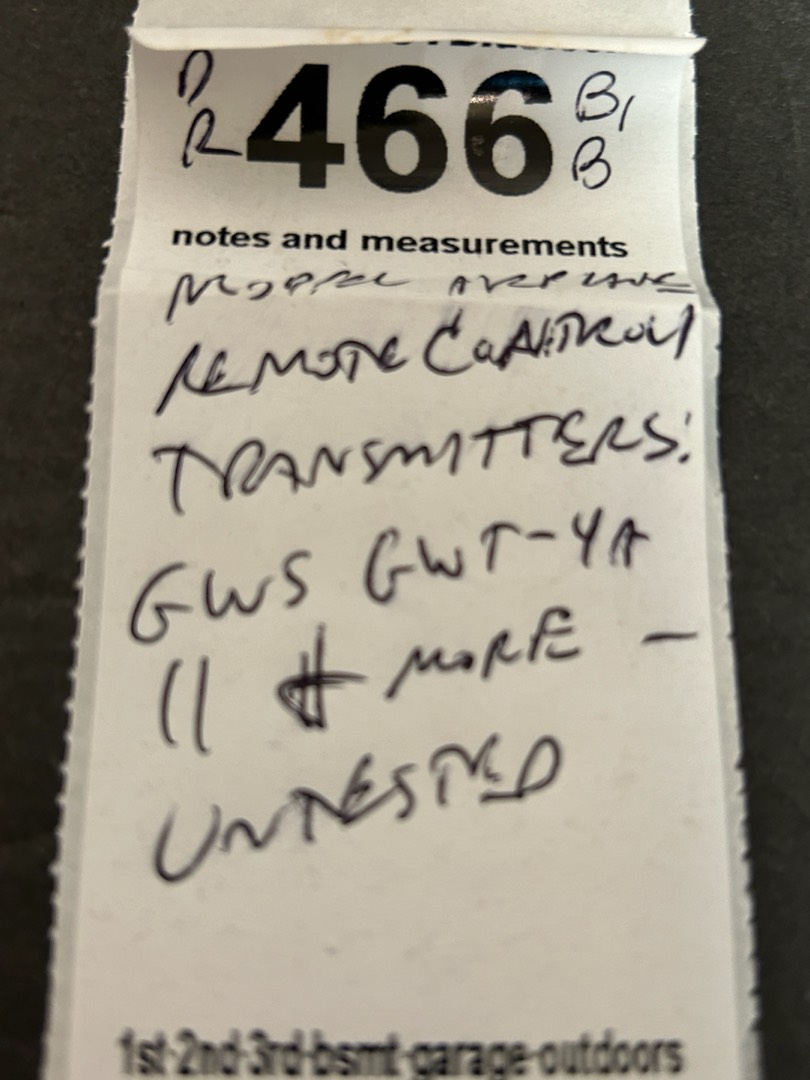 D
R
466
B,
B
notes and measurements
MODEL AIRPLANE
REMOTE CONTROL
TRANSMITTERS:
GWS GWT-4A
II & MORE -
UNTESTED
1st-2nd-3rd-bsmt-garage-outdoors